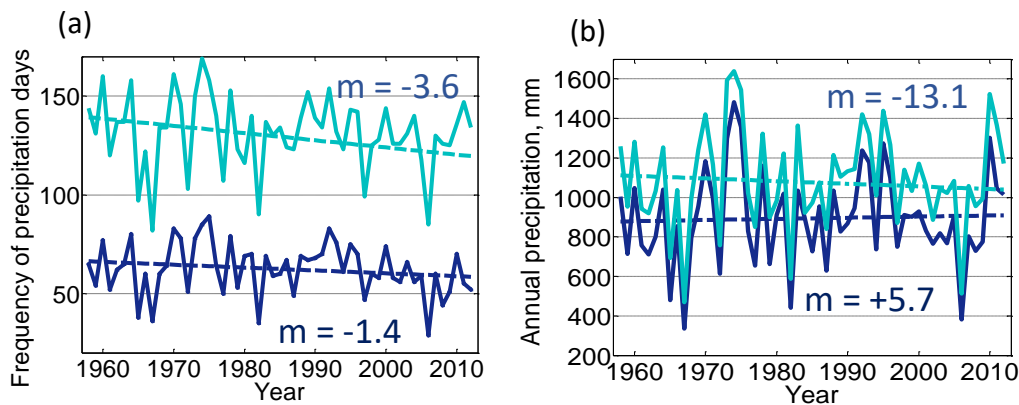 (a)
Frequency of precipitation days
150
100
50
m = -3.6
m = -1.4
1960 1970 1980 1990 2000 2010
Year
(b)
Annual precipitation, mm
1600
1400
1200
1000
800
600
400
200
m = -13.1
m = +5.7
1960 1970 1980 1990 2000 2010
Year